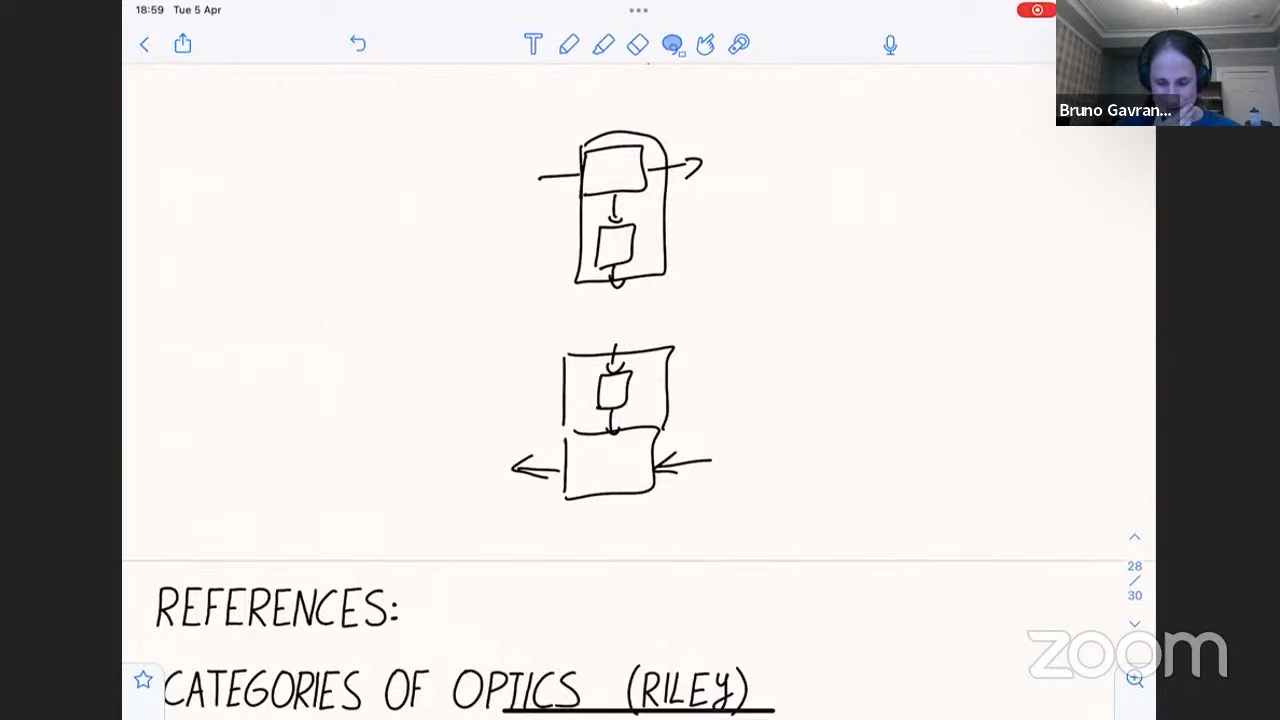 18:59 Tue 5 Apr
T
Bruno Gavran...
28
/
30
REFERENCES:
CATEGORIES OF OPTICS (RILEY)
zoom